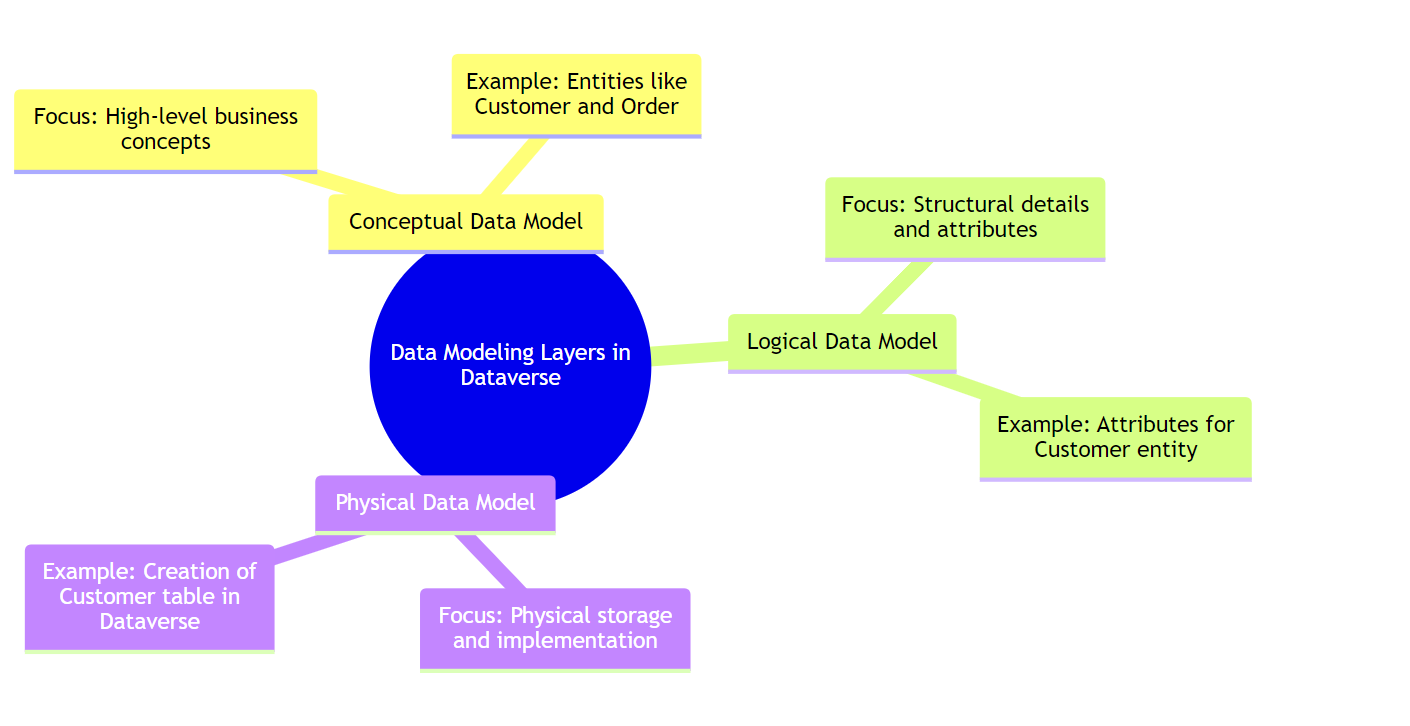 Example: Entities like
Customer and Order
Focus: High-level business
concepts
Conceptual Data Model
Focus: Structural details
and attributes
Logical Data Model
Example: Attributes for
Customer entity
Data Modeling Layers in
Dataverse
Physical Data Model
Example: Creation of
Customer table in
Dataverse
Focus: Physical storage
and implementation